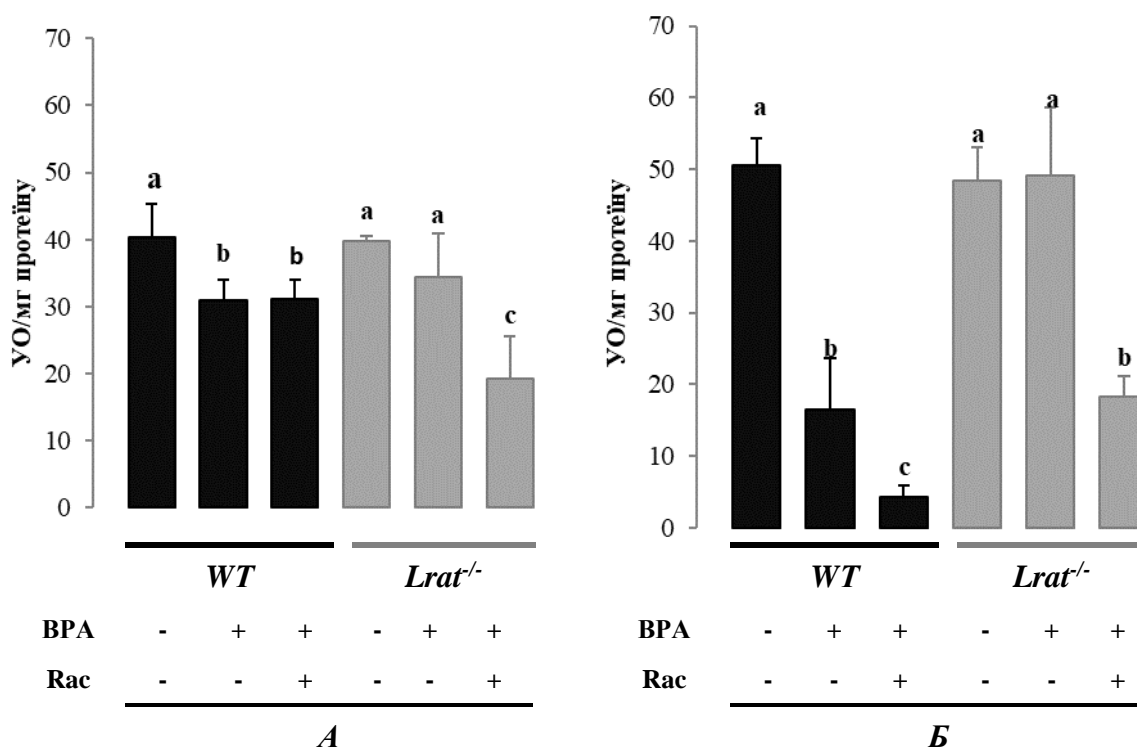 70
60
50
40
30
20
10
0
УО/мг протеїну
a
b
b
a
a
c
WT
Lrat-/-
BPA - + + - + +
Rac - - + - - +
А
70
60
50
40
30
20
10
0
УО/мг протеїну
a
b
c
a
a
b
WT
Lrat-/-
BPA - + + - + +
Rac - - + - - +
Б